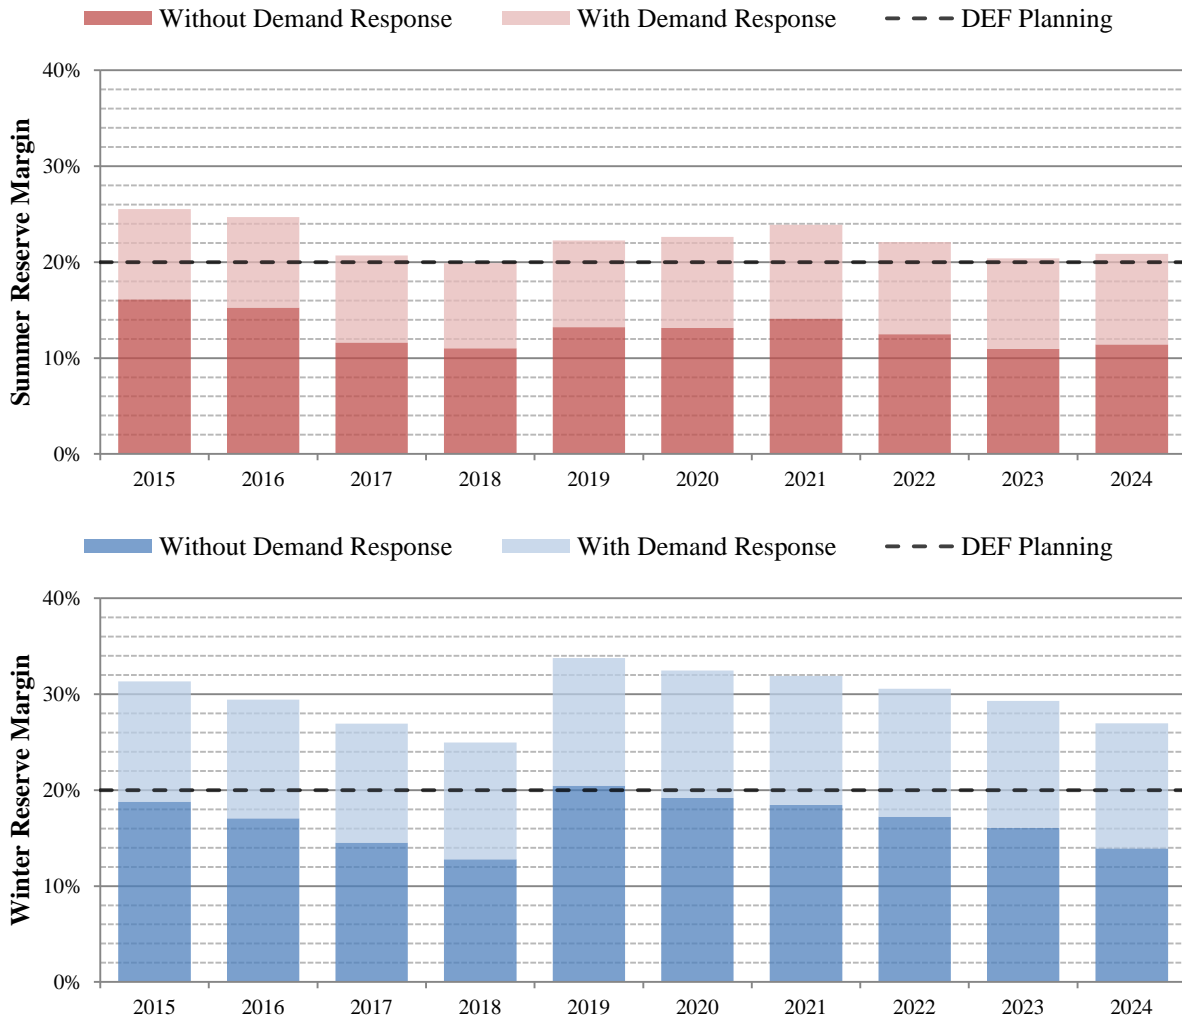 Without Demand Response With Demand Response DEF Planning
Summer Reserve Margin
40%
30%
20%
10%
0%
2015 2016 2017 2018 2019 2020 2021 2022 2023 2024
Without Demand Response With Demand Response DEF Planning
Winter Reserve Margin
40%
30%
20%
10%
0%
2015 2016 2017 2018 2019 2020 2021 2022 2023 2024